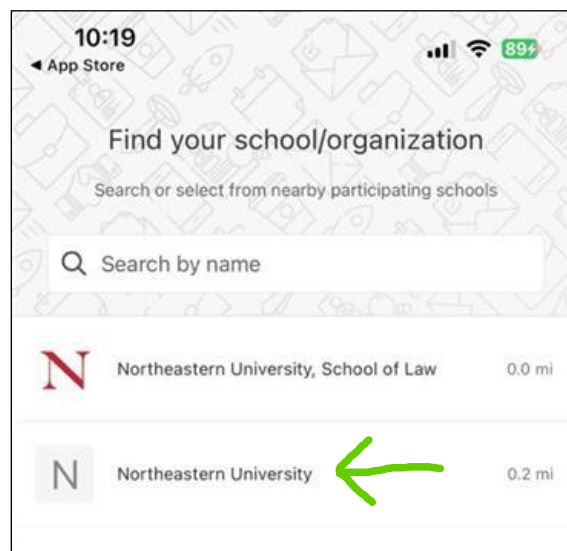 10:19
◀ App Store
89
Find your school/organization
Search or select from nearby participating schools
Search by name
N Northeastern University, School of Law 0.0 mi
N Northeastern University 0.2 mi